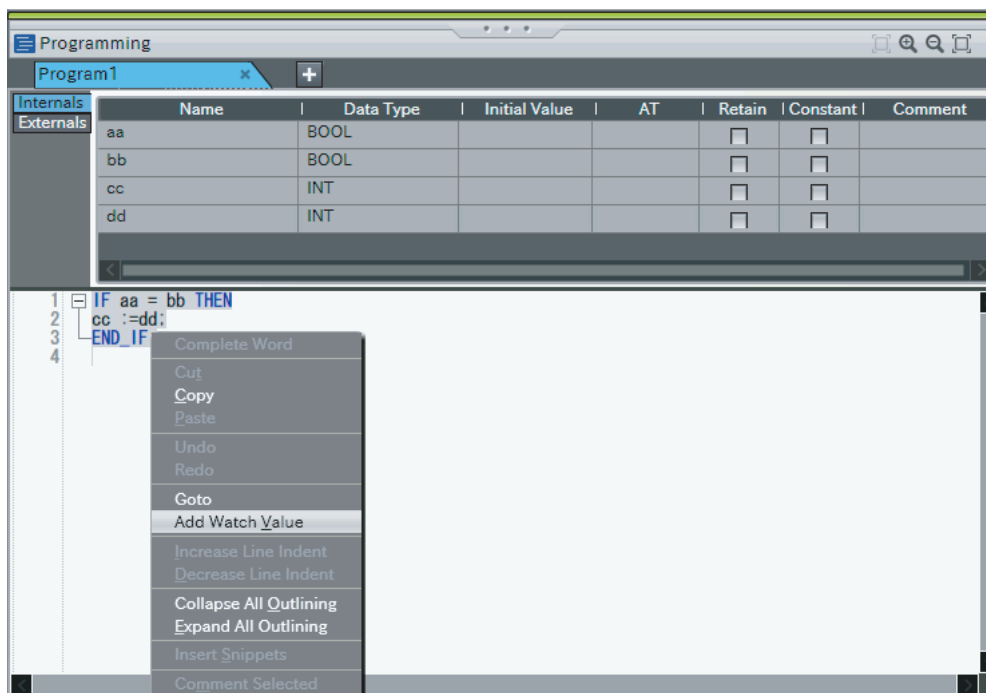 Programming
Program1 × +
Internals
Externals
Name Data Type Initial Value AT Retain Constant Comment
aa BOOL
bb BOOL
cc INT
dd INT
1 IF aa = bb THEN
2 cc :=dd;
3 END_IF
4
Complete Word
Cut
Copy
Paste
Undo
Redo
Goto
Add Watch Value
Increase Line Indent
Decrease Line Indent
Collapse All Outlining
Expand All Outlining
Insert Snippets
Comment Selected